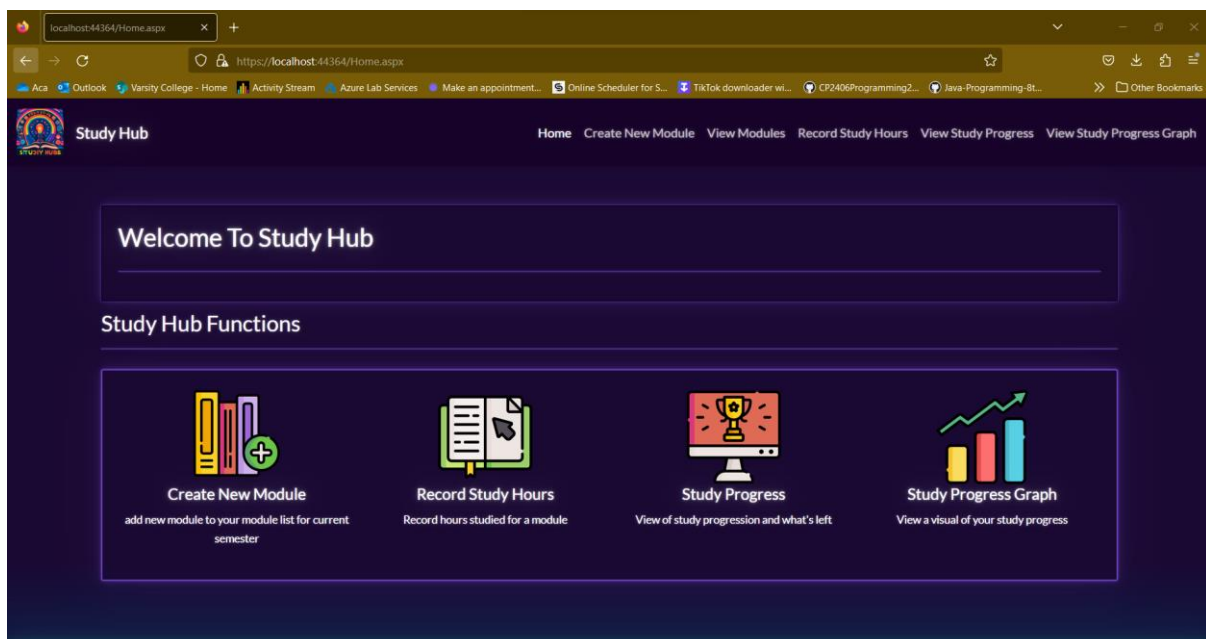 localhost:44364/Home.aspx
https://localhost:44364/Home.aspx
Aca Outlook Varsity College - Home Activity Stream Azure Lab Services Make an appointment... Online Scheduler for S... TikTok downloader wi... CP2406Programming2... Java-Programming-8t... Other Bookmarks
Study Hub Home Create New Module View Modules Record Study Hours View Study Progress View Study Progress Graph
Welcome To Study Hub
Study Hub Functions
Create New Module Record Study Hours Study Progress Study Progress Graph
add new module to your module list for current Record hours studied for a module View of study progression and what's left View a visual of your study progress
semester